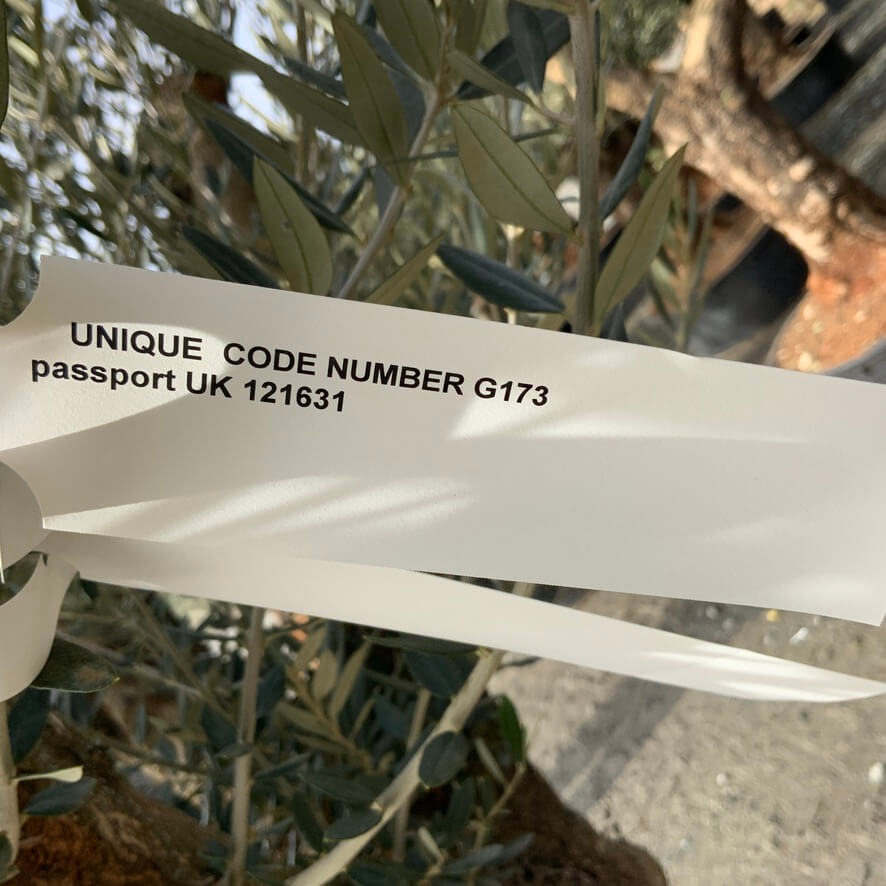 UNIQUE  CODE NUMBER G173
passport UK 121631